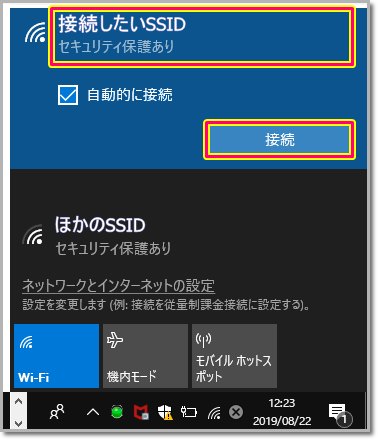 接続したいSSID
セキュリティ保護あり
自動的に接続
接続
ほかのSSID
セキュリティ保護あり
ネットワークとインターネットの設定
設定を変更します (例: 接続を従量制課金接続に設定する)。
Wi-Fi
機内モード
モバイル ホットス
ポット
12:23
2019/08/22
1